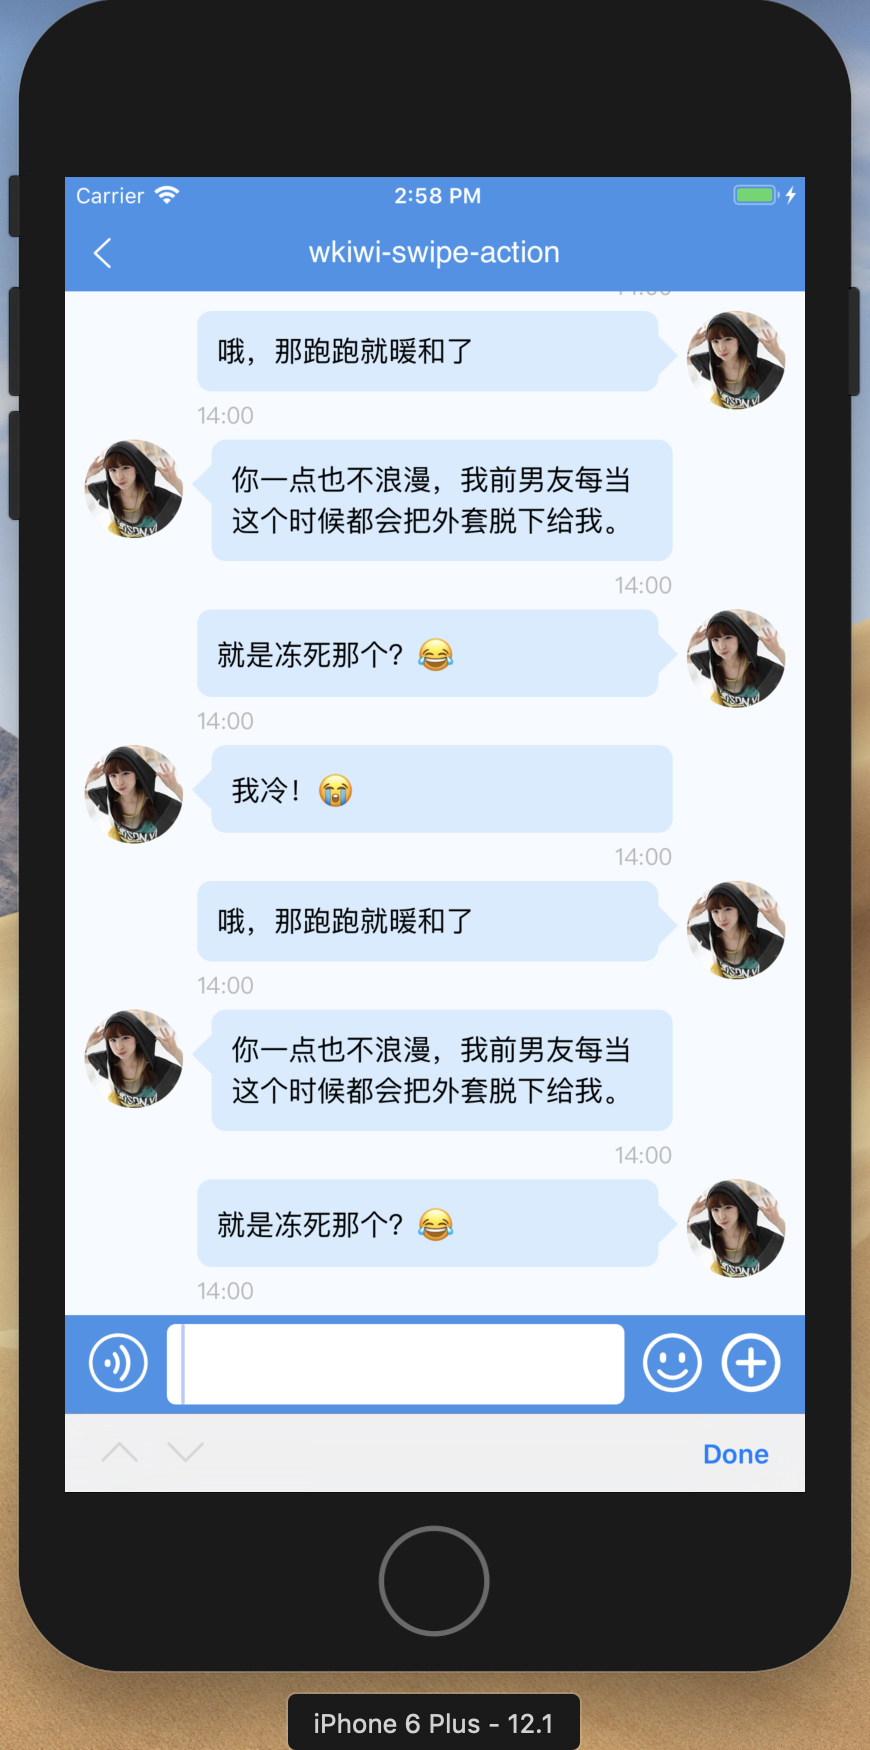 Carrier
2:58 PM
wkiwi-swipe-action
哦，那跑跑就暖和了
14:00
你一点也不浪漫，我前男友每当
这个时候都会把外套脱下给我。
14:00
就是冻死那个？😂
14:00
我冷！😭
14:00
哦，那跑跑就暖和了
14:00
你一点也不浪漫，我前男友每当
这个时候都会把外套脱下给我。
14:00
就是冻死那个？😂
14:00
Done
iPhone 6 Plus - 12.1